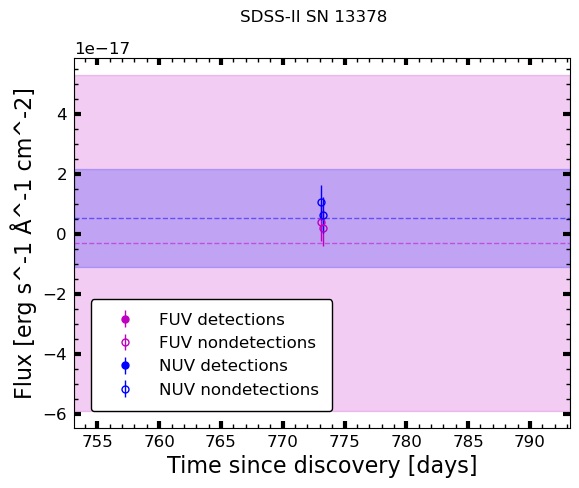 SDSS-II SN 13378
1e−17
Flux [erg s^-1 Å^-1 cm^-2]
4
2
0
−2
−4
−6
FUV detections
FUV nondetections
NUV detections
NUV nondetections
755 760 765 770 775 780 785 790
Time since discovery [days]